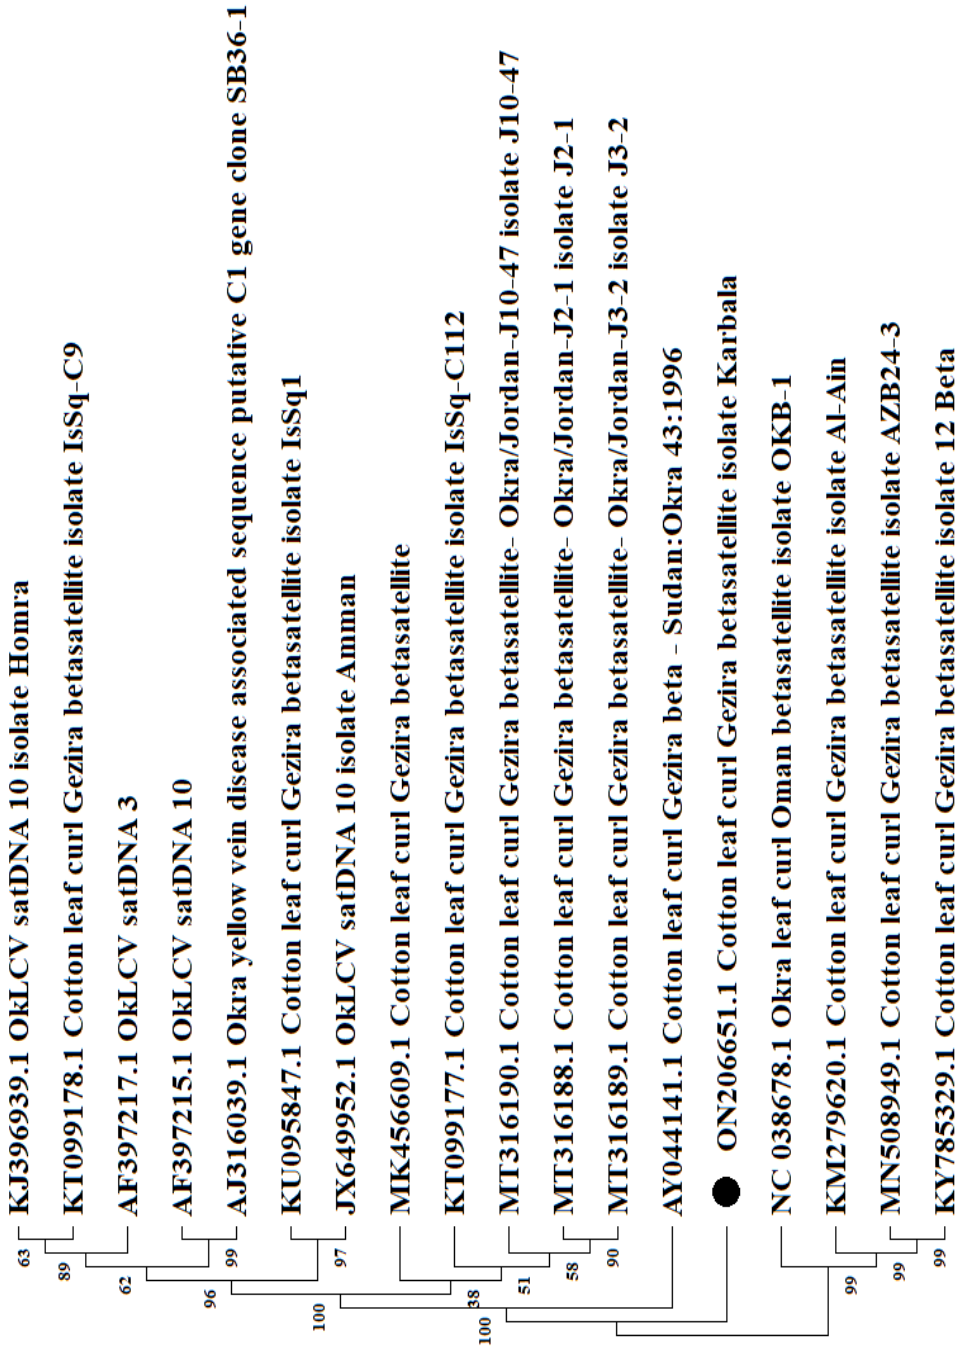 KJ396939.1 OkLCV satDNA 10 isolate Homra
KT099178.1 Cotton leaf curl Gezira betasatellite isolate IsSq-C9
AF397217.1 OkLCV satDNA 3
AF397215.1 OkLCV satDNA 10
AJ316039.1 Okra yellow vein disease associated sequence putative C1 gene clone SB36-1
KU095847.1 Cotton leaf curl Gezira betasatellite isolate IsSq1
JX649952.1 OkLCV satDNA 10 isolate Amman
MK456609.1 Cotton leaf curl Gezira betasatellite
KT099177.1 Cotton leaf curl Gezira betasatellite isolate IsSq-C112
MT316190.1 Cotton leaf curl Gezira betasatellite- Okra/Jordan-J10-47 isolate J10-47
MT316188.1 Cotton leaf curl Gezira betasatellite- Okra/Jordan-J2-1 isolate J2-1
MT316189.1 Cotton leaf curl Gezira betasatellite- Okra/Jordan-J3-2 isolate J3-2
AY044141.1 Cotton leaf curl Gezira beta - Sudan:Okra 43:1996
ON206651.1 Cotton leaf curl Gezira betasatellite isolate Karbala
NC 038678.1 Okra leaf curl Oman betasatellite isolate OKB-1
KM279620.1 Cotton leaf curl Gezira betasatellite isolate Al-Ain
MN508949.1 Cotton leaf curl Gezira betasatellite isolate AZB24-3
KY785329.1 Cotton leaf curl Gezira betasatellite isolate 12 Beta
63
89
62
99
96
97
100
38
51
58
90
100
99
99
99